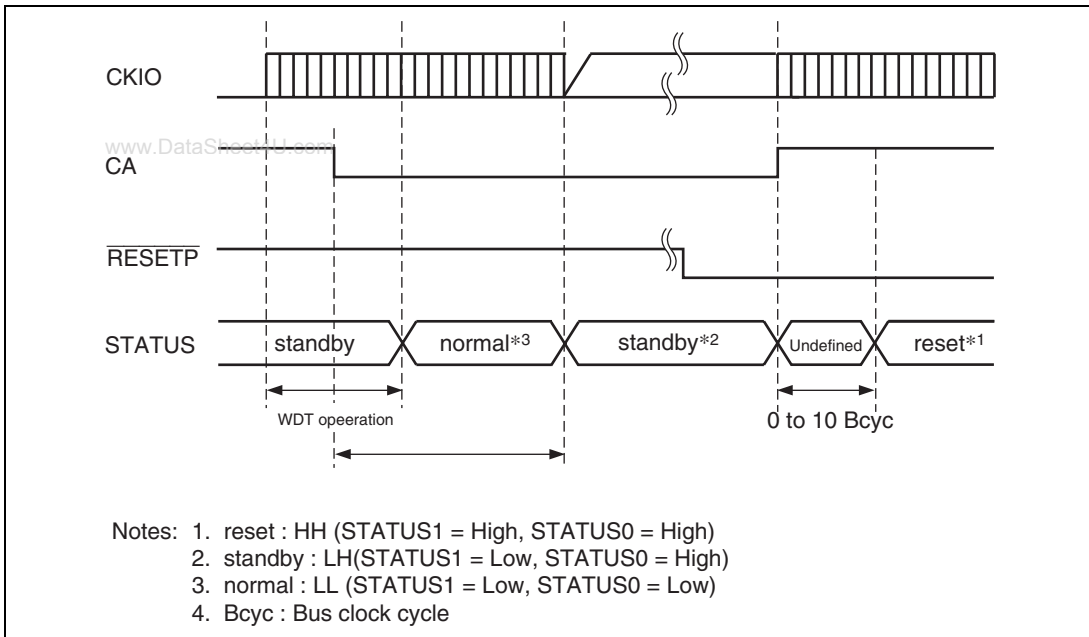 CKIO
www.DataSheet4U.com
CA
RESETP
STATUS standby normal*3 standby*2 Undefined reset*1
WDT opeeration
0 to 10 Bcyc
Notes: 1. reset : HH (STATUS1 = High, STATUS0 = High)
2. standby : LH(STATUS1 = Low, STATUS0 = High)
3. normal : LL (STATUS1 = Low, STATUS0 = Low)
4. Bcyc : Bus clock cycle